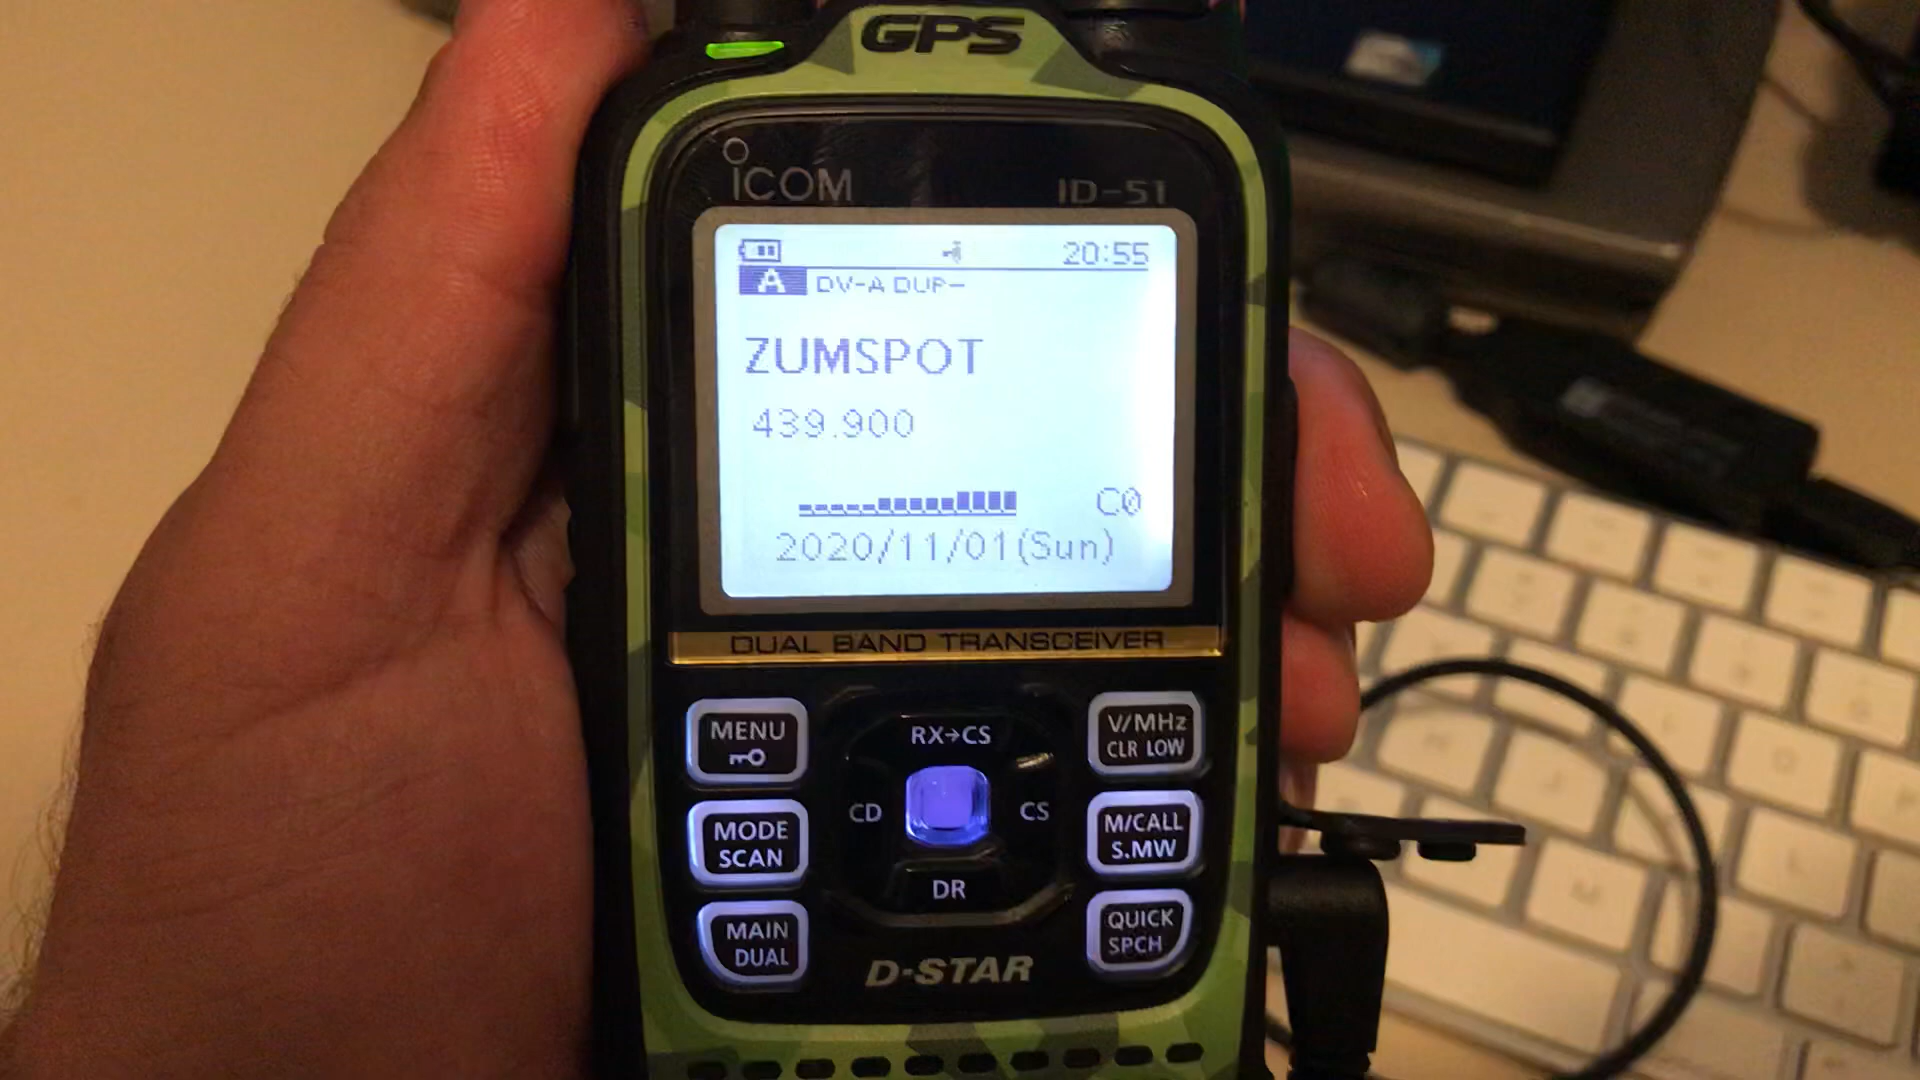 GPS
ICOM ID-51
20:55
A DV-A DUP-
ZUMSPOT
439.900
C0
2020/11/01(Sun)
DUAL BAND TRANSCEIVER
MENU
RX→CS
V/MHz
CLR LOW
CD
CS
MODE
SCAN
M/CALL
S.MW
DR
MAIN
DUAL
QUICK
SPCH
D-STAR